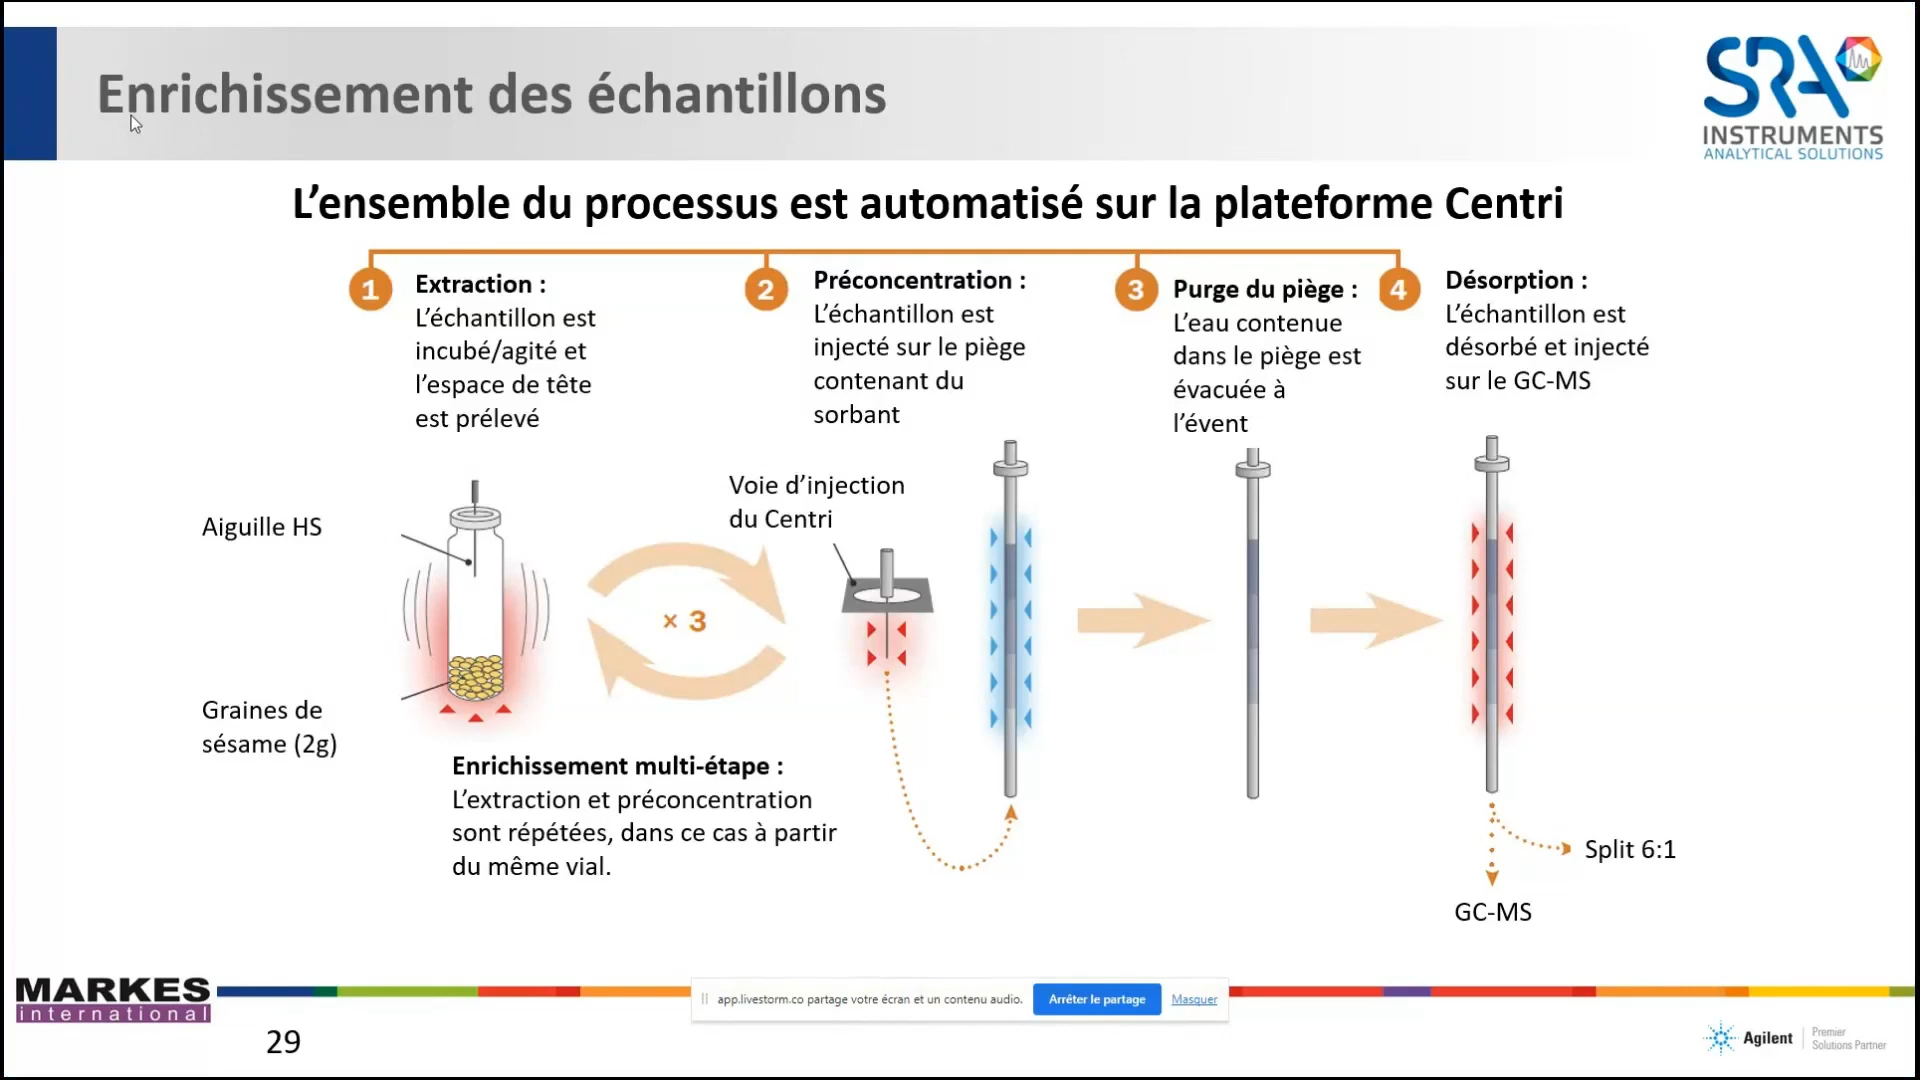 Enrichissement des échantillons
SRA
INSTRUMENTS
ANALYTICAL SOLUTIONS
L’ensemble du processus est automatisé sur la plateforme Centri
1
Extraction :
L’échantillon est
incubé/agité et
l’espace de tête
est prélevé
2
Préconcentration :
L’échantillon est
injecté sur le piège
contenant du
sorbant
3
Purge du piège :
L’eau contenue
dans le piège est
évacuée à
l’évent
4
Désorption :
L’échantillon est
désorbé et injecté
sur le GC-MS
Aiguille HS
Voie d’injection
du Centri
× 3
Graines de
sésame (2g)
Enrichissement multi-étape :
L’extraction et préconcentration
sont répétées, dans ce cas à partir
du même vial.
Split 6:1
GC-MS
MARKES
international
app.livestorm.co partage votre écran et un contenu audio.
Arrêter le partage
Masquer
29
Agilent
Premier
Solutions Partner